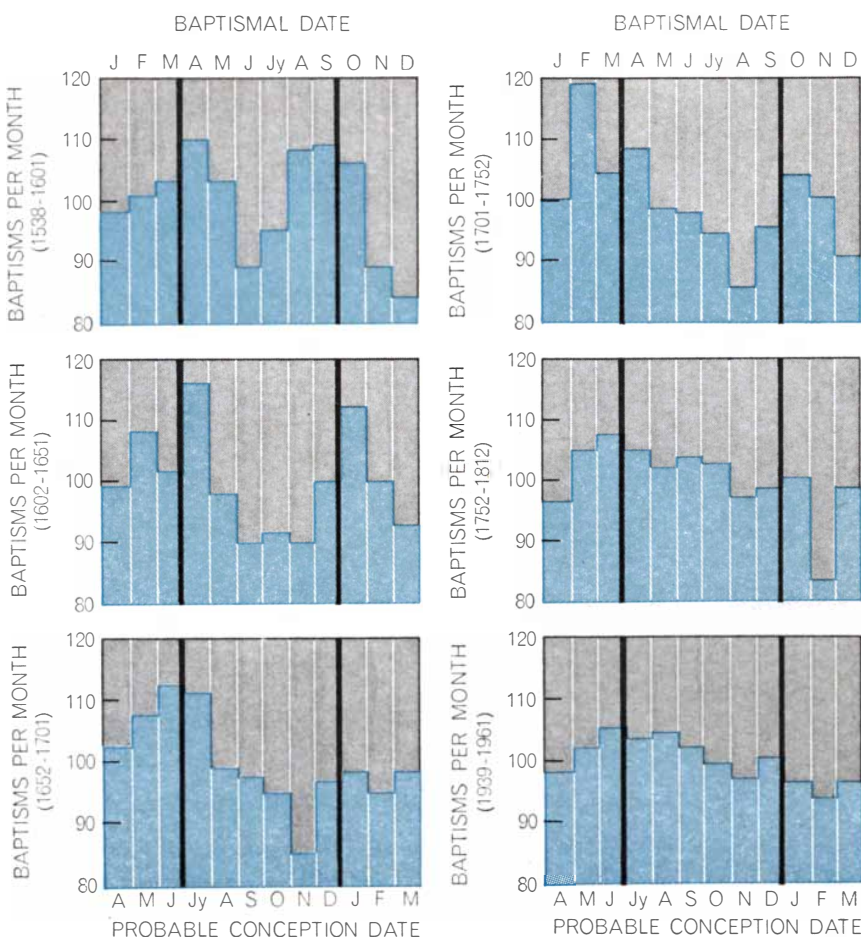 BAPTISMAL DATE
J F M A M J Jy A S O N D
120
110
100
90
80
BAPTISMS PER MONTH
(1538-1601)
120
110
100
90
80
BAPTISMS PER MONTH
(1602-1651)
120
110
100
90
80
BAPTISMS PER MONTH
(1652-1701)
A M J Jy A S O N D J F M
PROBABLE CONCEPTION DATE
BAPTISMAL DATE
J F M A M J Jy A S O N D
120
110
100
90
80
BAPTISMS PER MONTH
(1701-1752)
120
110
100
90
80
BAPTISMS PER MONTH
(1752-1812)
120
110
100
90
80
BAPTISMS PER MONTH
(1939-1961)
A M J Jy A S O N D J F M
PROBABLE CONCEPTION DATE